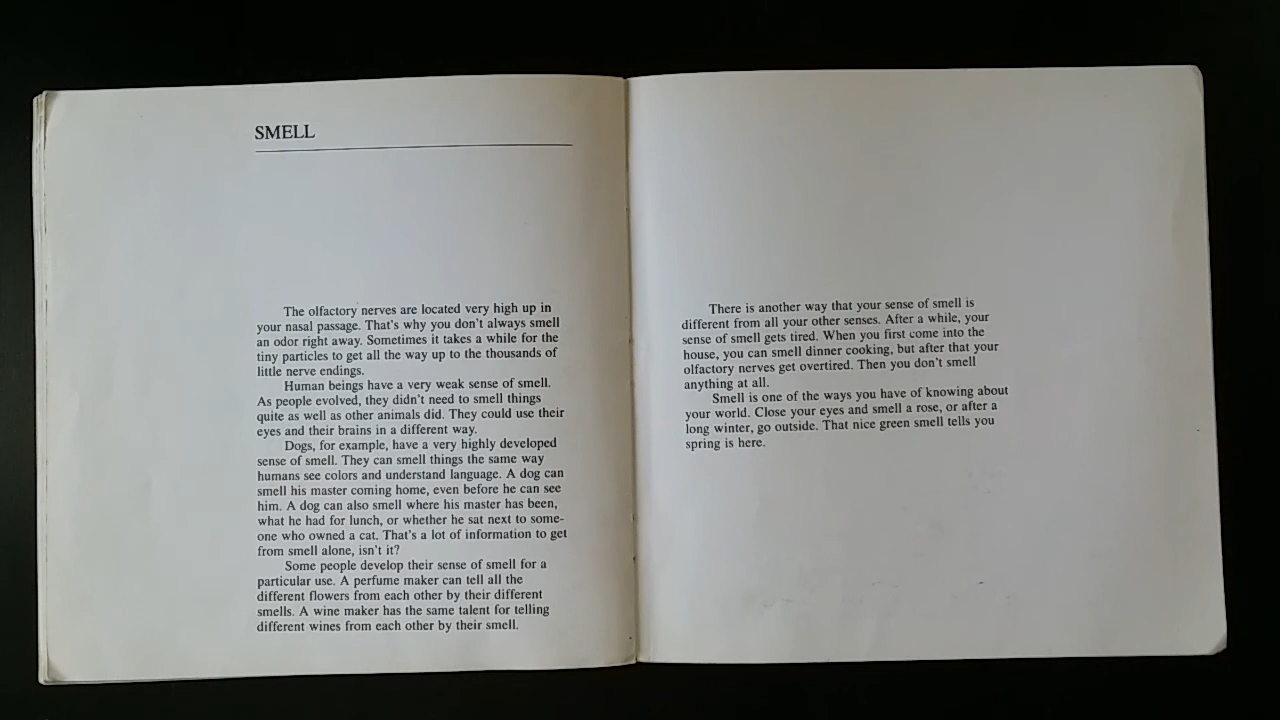 SMELL
The olfactory nerves are located very high up in
your nasal passage. That's why you don't always smell
an odor right away. Sometimes it takes a while for the
tiny particles to get all the way up to the thousands of
little nerve endings.
Human beings have a very weak sense of smell.
As people evolved, they didn't need to smell things
quite as well as other animals did. They could use their
eyes and their brains in a different way.
Dogs, for example, have a very highly developed
sense of smell. They can smell things the same way
humans see colors and understand language. A dog can
smell his master coming home, even before he can see
him. A dog can also smell where his master has been,
what he had for lunch, or whether he sat next to some-
one who owned a cat. That's a lot of information to get
from smell alone, isn't it?
Some people develop their sense of smell for a
particular use. A perfume maker can tell all the
different flowers from each other by their different
smells. A wine maker has the same talent for telling
different wines from each other by their smell.
There is another way that your sense of smell is
different from all your other senses. After a while, your
sense of smell gets tired. When you first come into the
house, you can smell dinner cooking, but after that your
olfactory nerves get overtired. Then you don't smell
anything at all.
Smell is one of the ways you have of knowing about
your world. Close your eyes and smell a rose, or after a
long winter, go outside. That nice green smell tells you
spring is here.